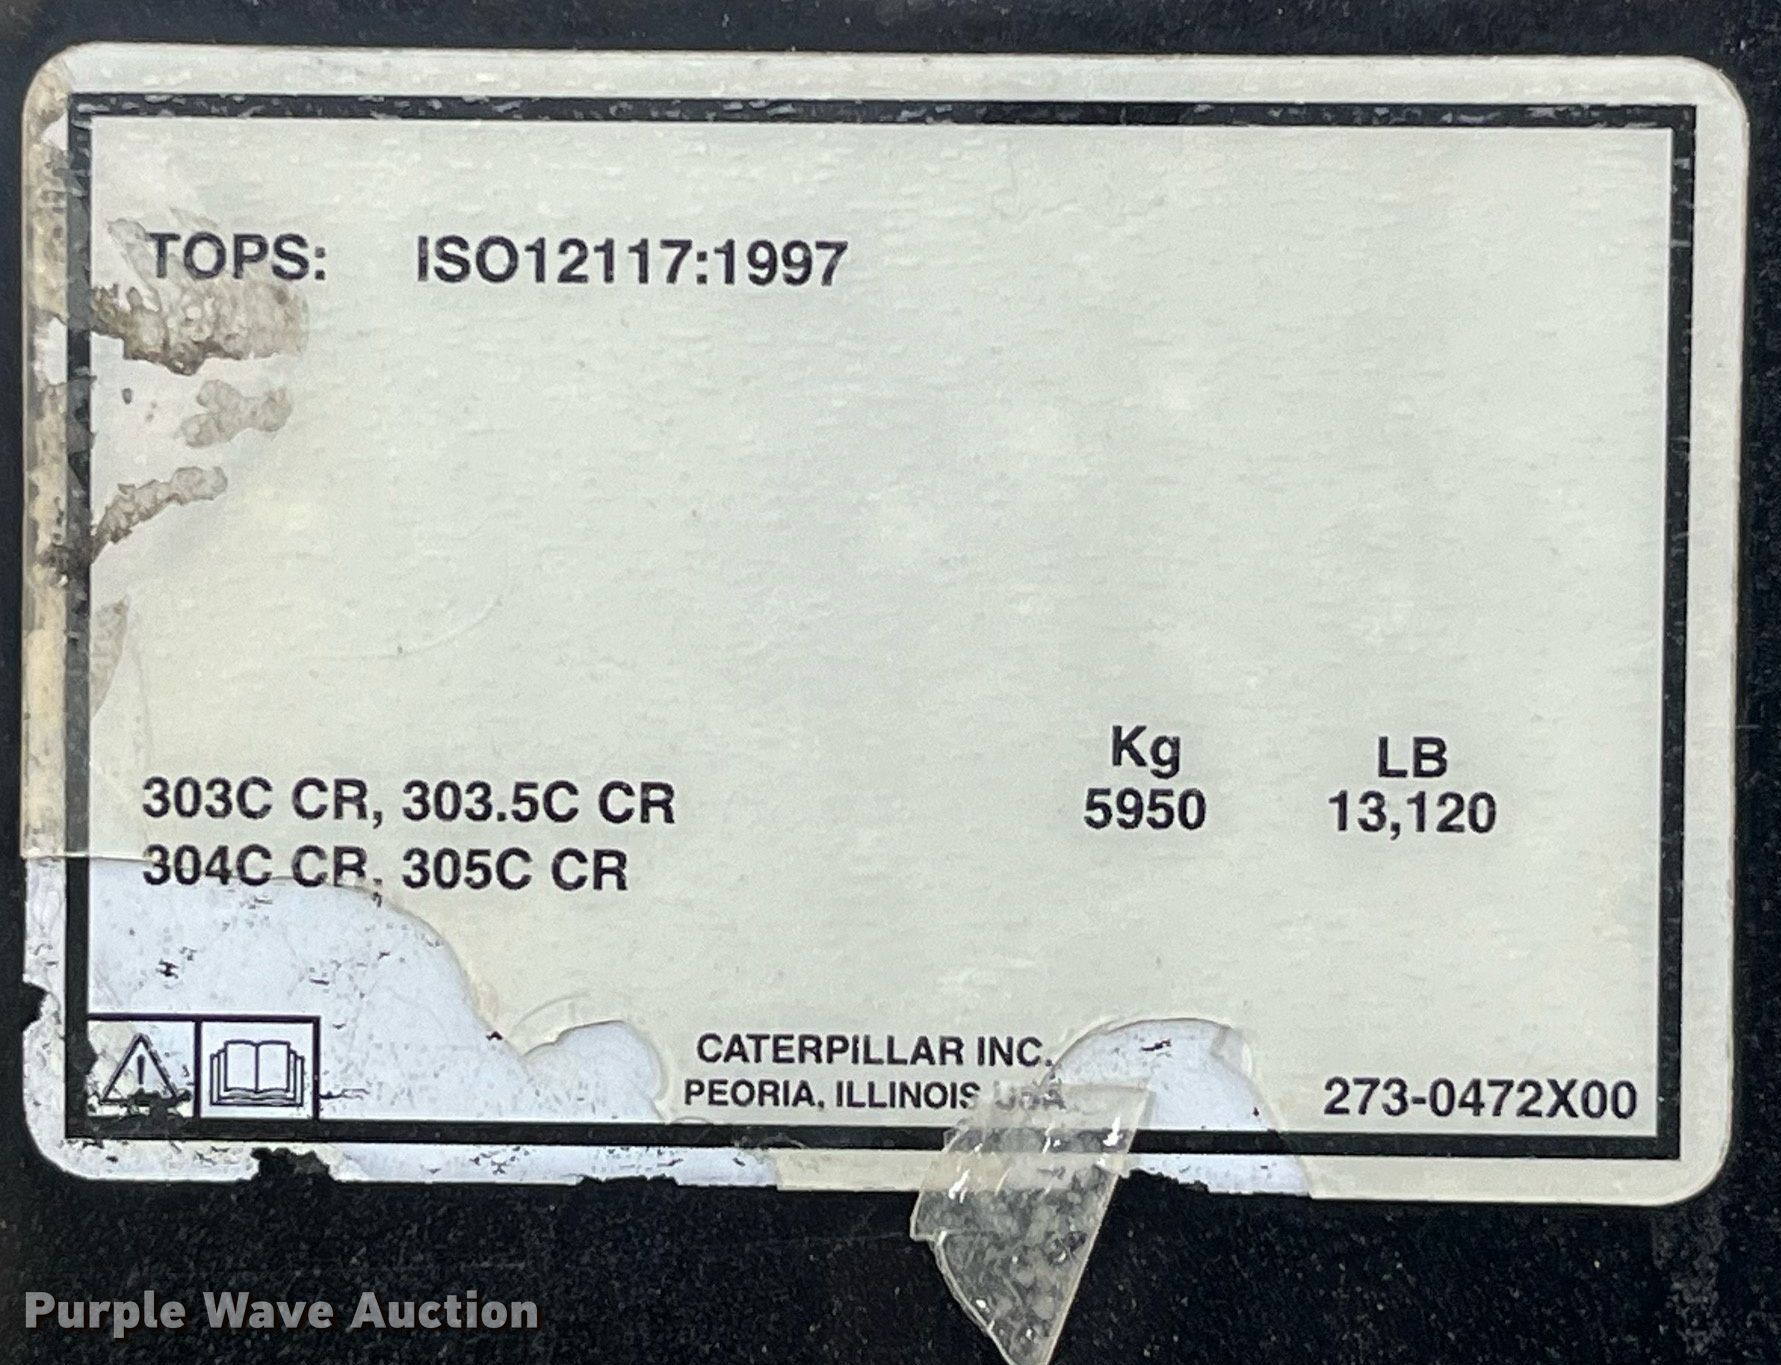 TOPS: ISO12117:1997
Kg LB
303C CR, 303.5C CR 5950 13,120
304C CR, 305C CR
CATERPILLAR INC.
PEORIA, ILLINOIS USA
273-0472X00
Purple Wave Auction